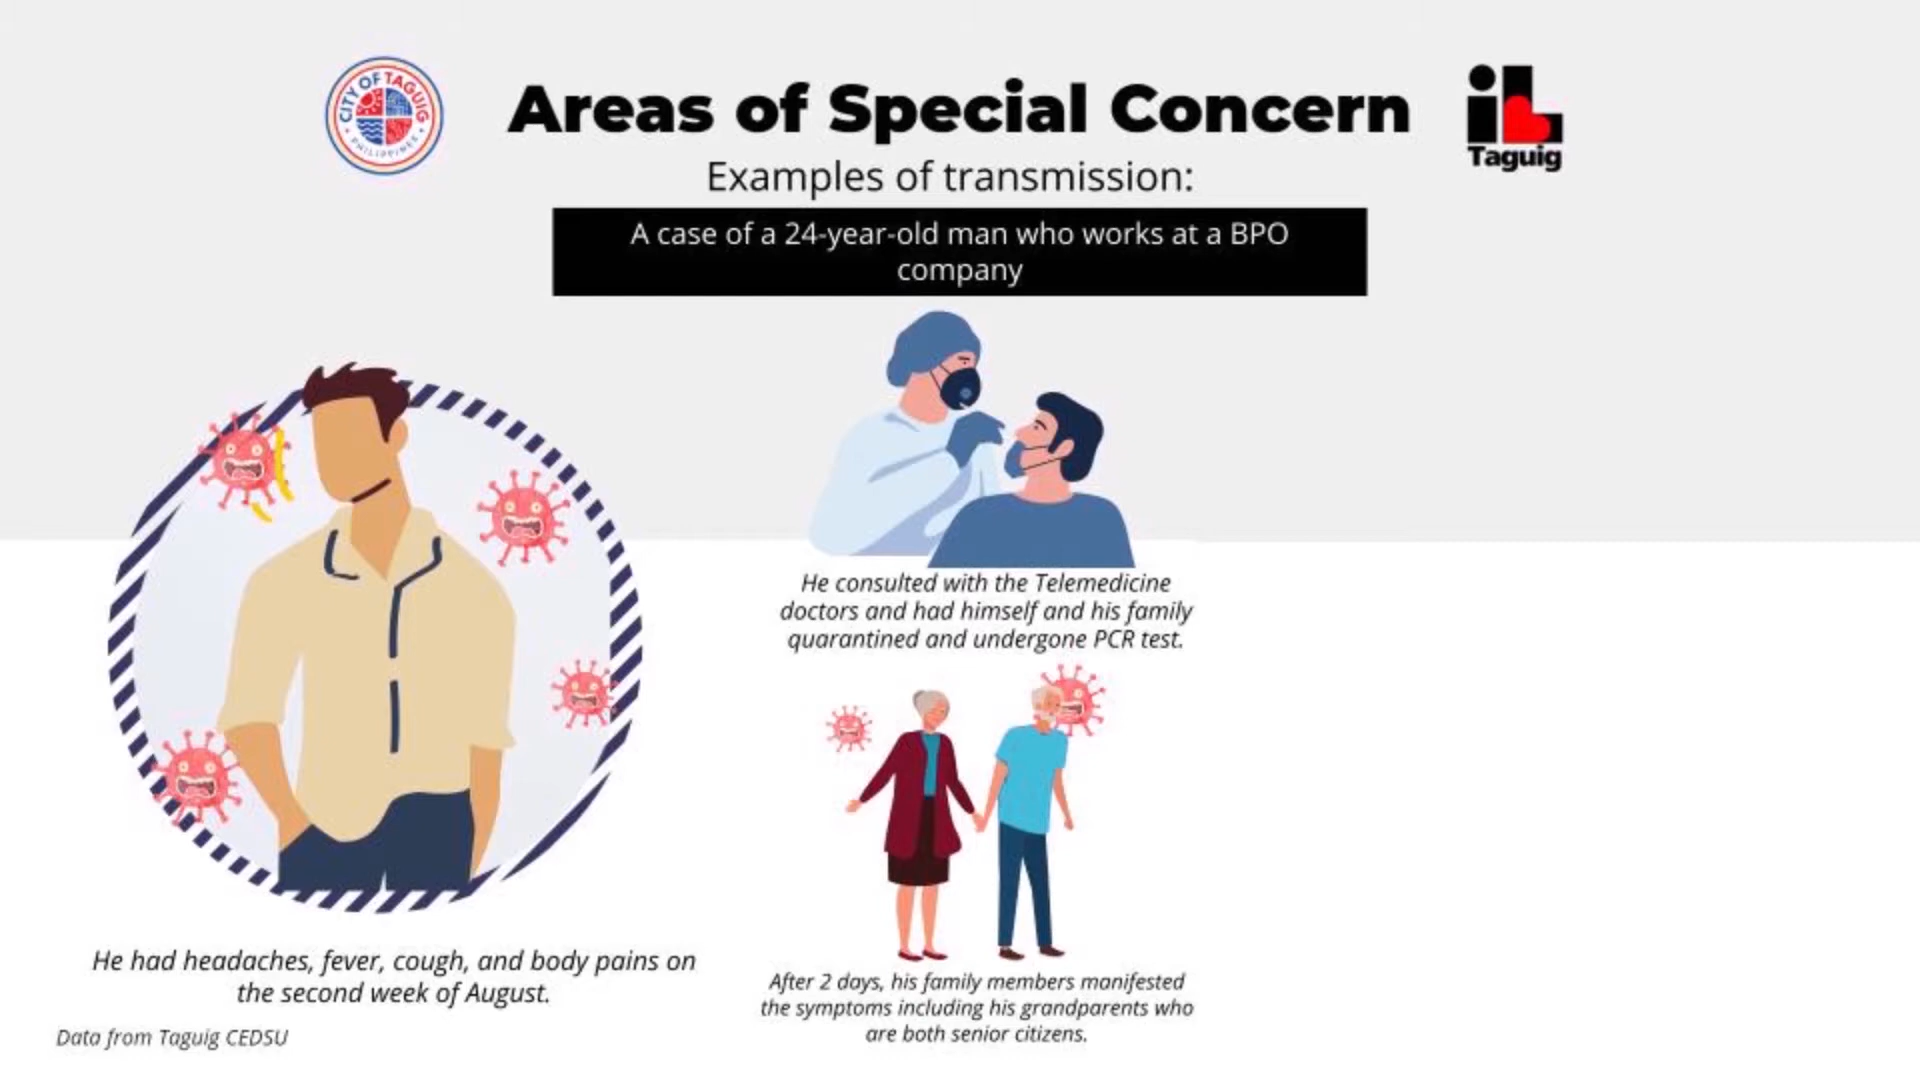 CITY OF TAGUIG
PHILIPPINES
Areas of Special Concern
iL
Taguig
Examples of transmission:
A case of a 24-year-old man who works at a BPO
company
He consulted with the Telemedicine
doctors and had himself and his family
quarantined and undergone PCR test.
He had headaches, fever, cough, and body pains on
the second week of August.
After 2 days, his family members manifested
the symptoms including his grandparents who
are both senior citizens.
Data from Taguig CEDSU